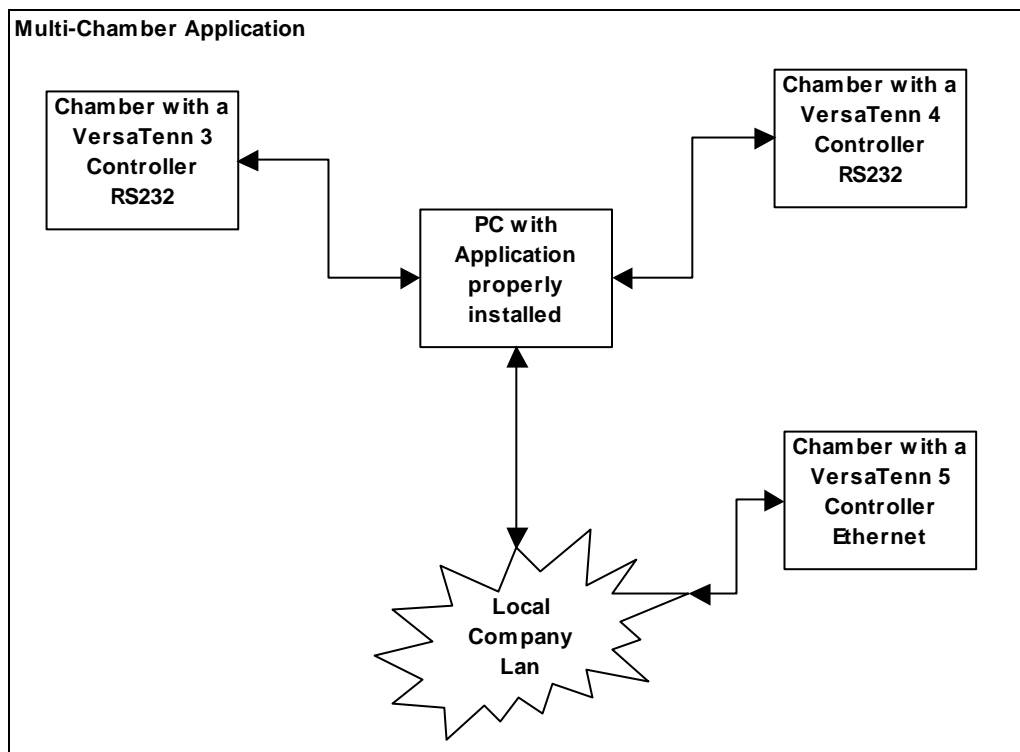 Multi-Chamber Application
Chamber with a
VersaTenn 3
Controller
RS232
Chamber with a
VersaTenn 4
Controller
RS232
PC with
Application
properly
installed
Chamber with a
VersaTenn 5
Controller
Ethernet
Local
Company
Lan